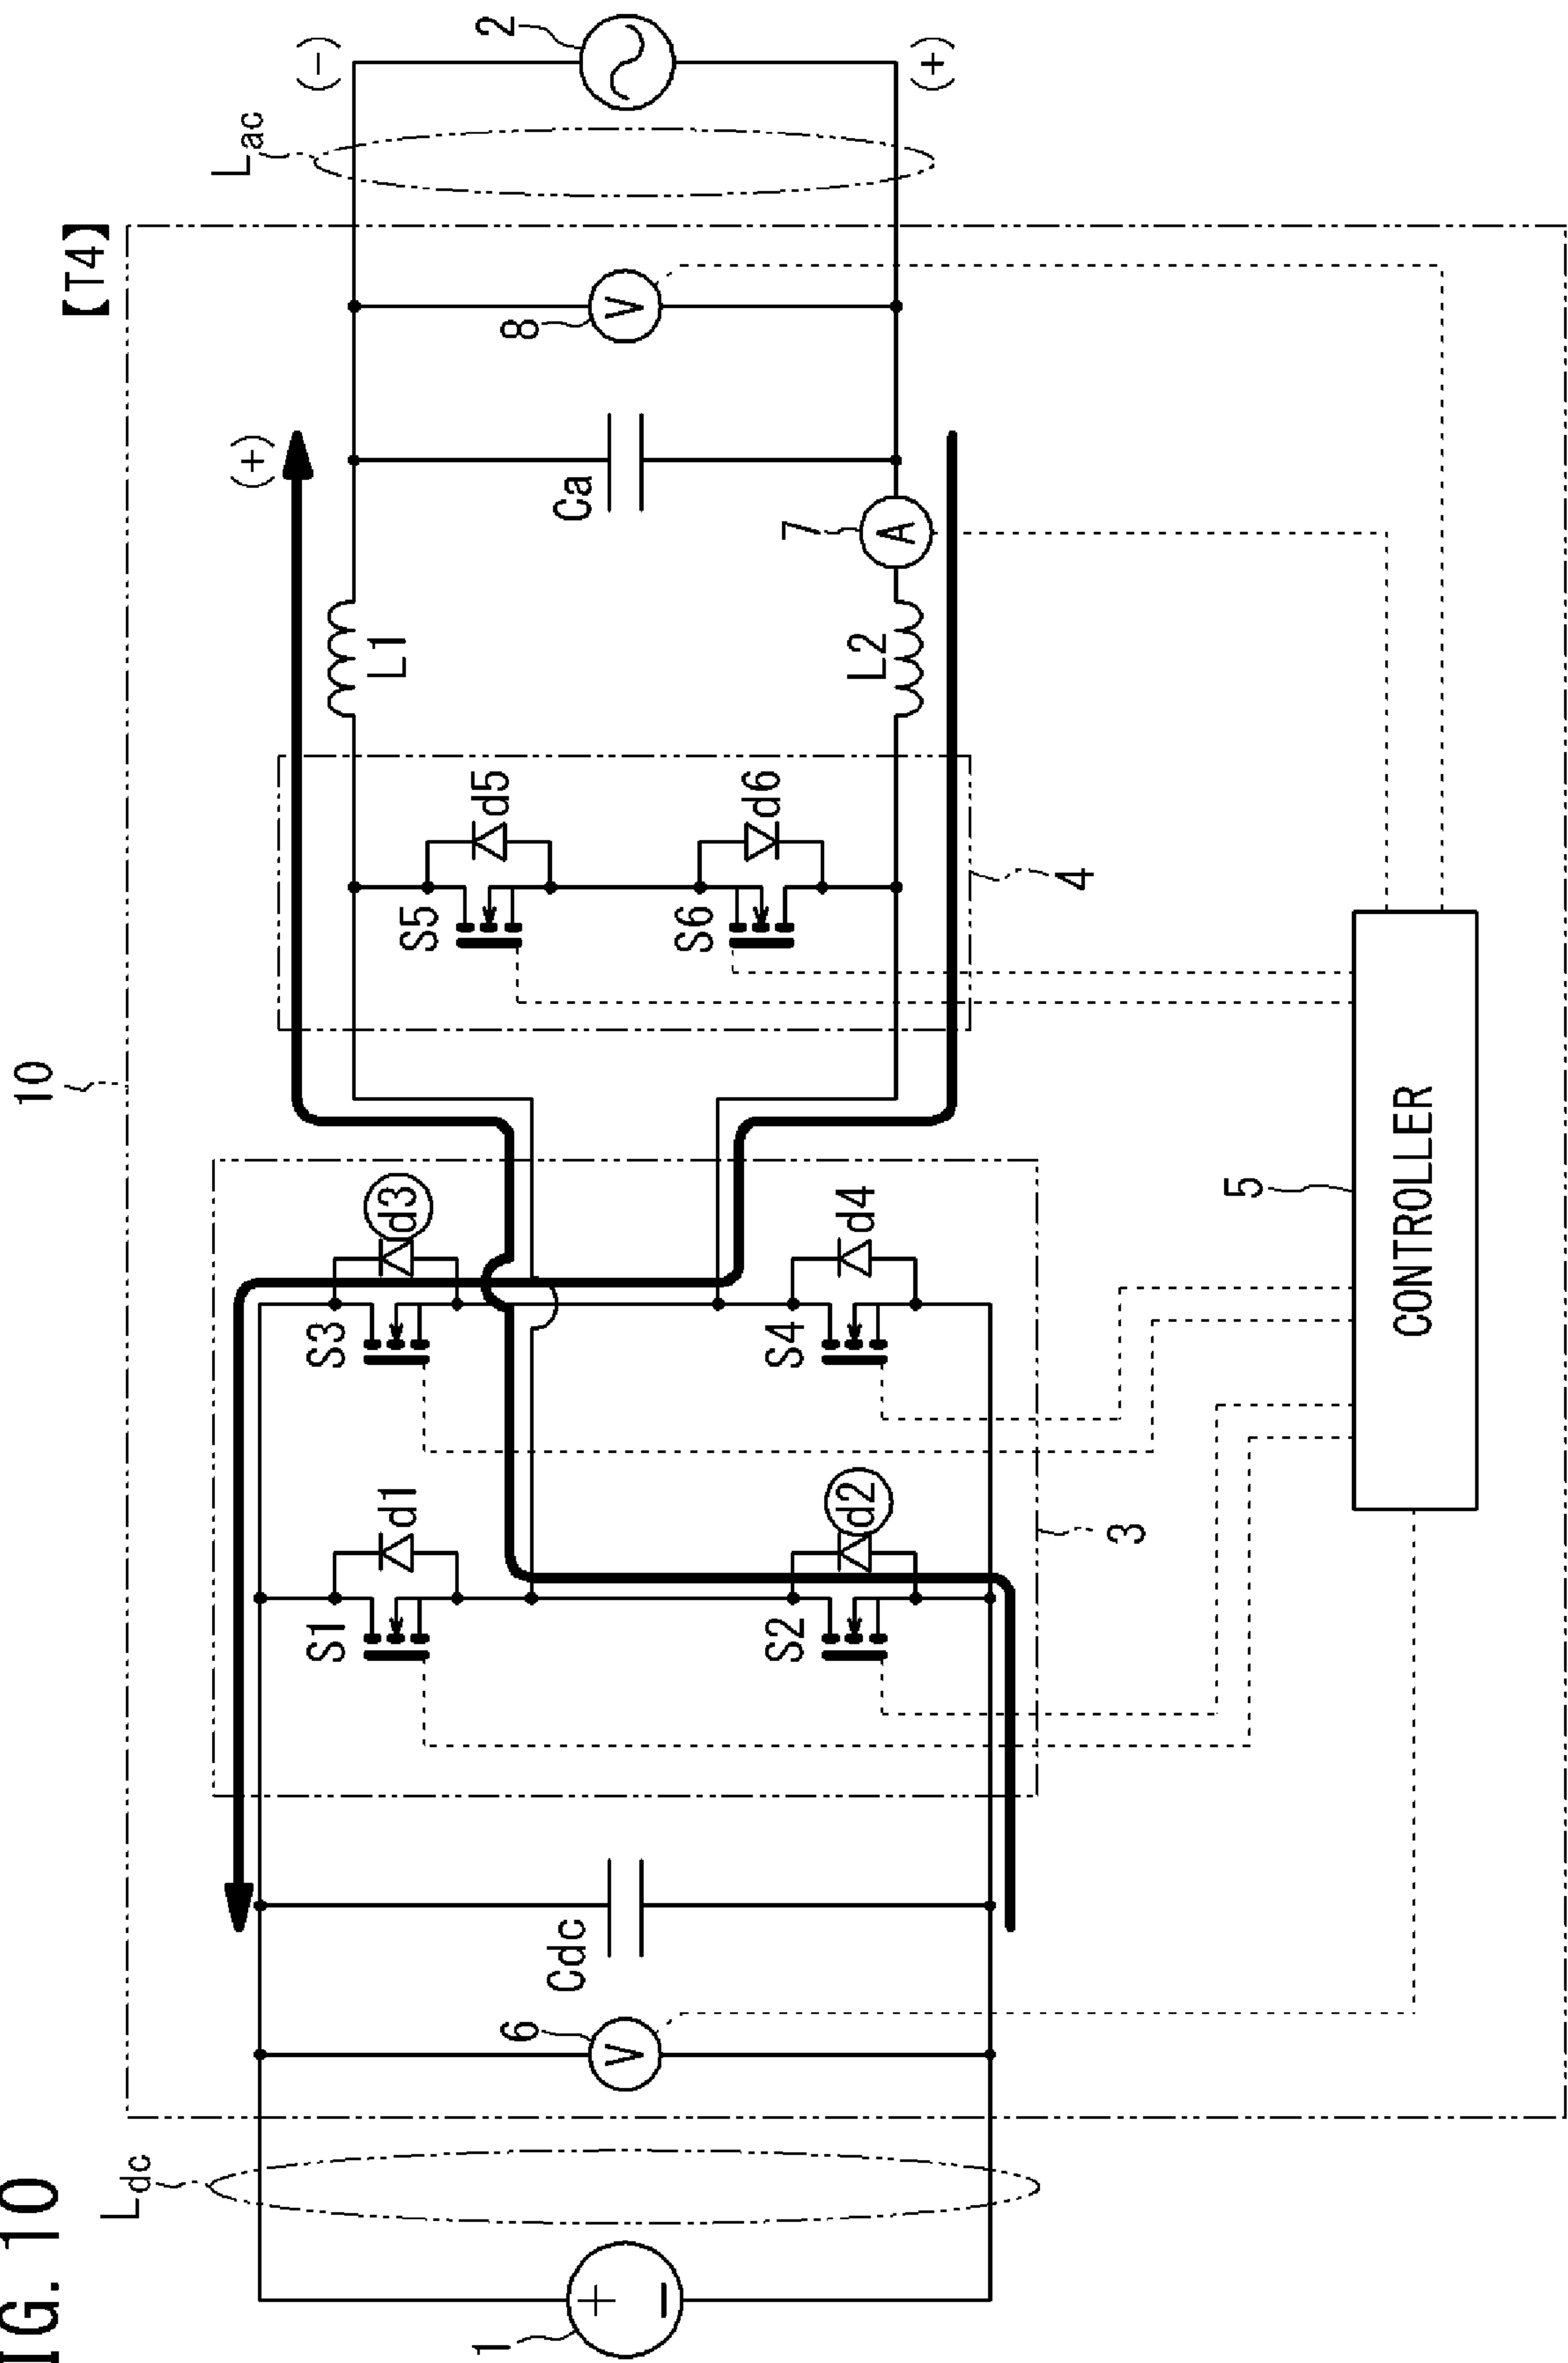 IG. 10
10
【T4】
Ldc
Lac
(+)
(-)
S1
d1
S3
d3
S5
d5
L1
2
1
6
V
Cdc
Ca
8
V
S2
d2
S4
d4
S6
d6
L2
7
A
(+)
3
4
5
CONTROLLER
+
-